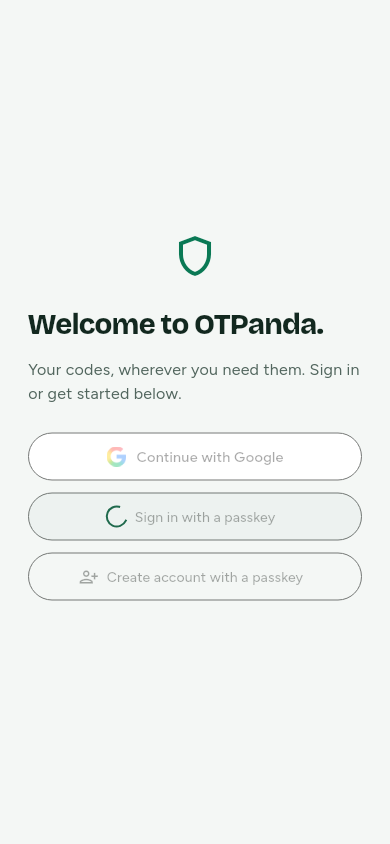 Welcome to OTPanda.
Your codes, wherever you need them. Sign in
or get started below.
Continue with Google
Sign in with a passkey
Create account with a passkey